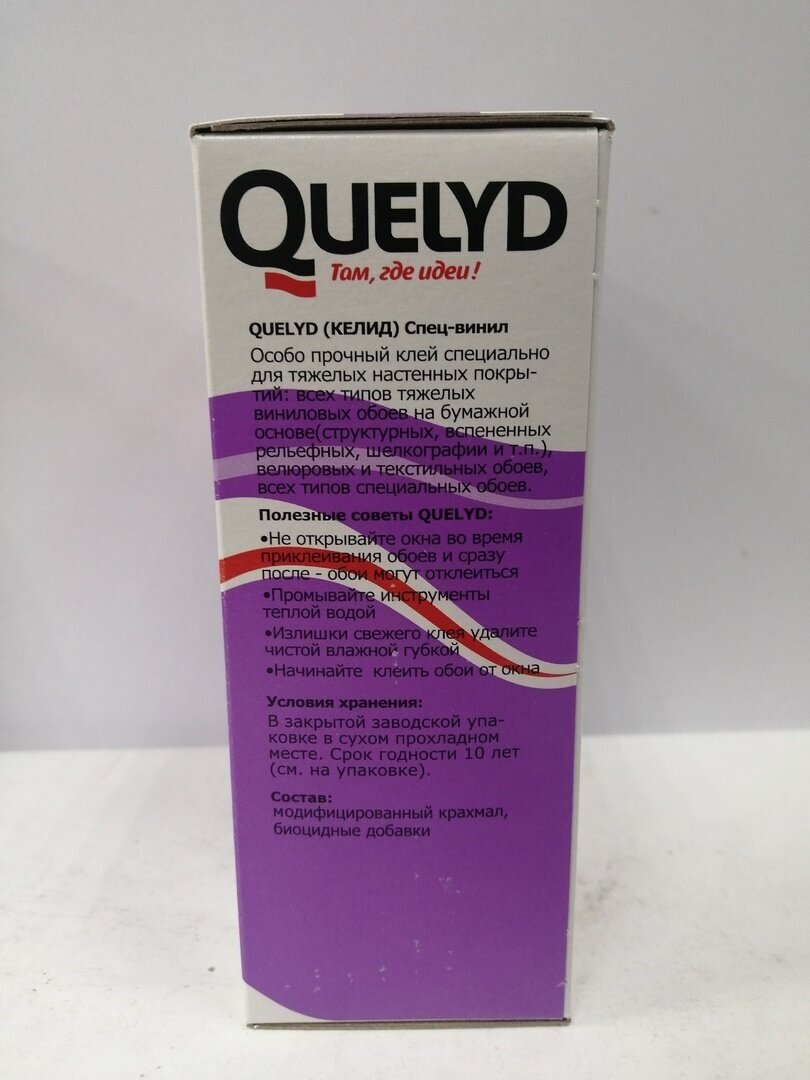 QUELYD
Там, где идеи!
QUELYD (КЕЛИД) Спец-винил
Особо прочный клей специально
для тяжелых настенных покры-
тий: всех типов тяжелых
виниловых обоев на бумажной
основе(структурных, вспененных
рельефных, шелкографии и т.п.),
велюровых и текстильных обоев,
всех типов специальных обоев.
Полезные советы QUELYD:
•Не открывайте окна во время
приклеивания обоев и сразу
после - обои могут отклеиться
•Промывайте инструменты
теплой водой
•Излишки свежего клея удалите
чистой влажной губкой
•Начинайте клеить обои от окна
Условия хранения:
В закрытой заводской упа-
ковке в сухом прохладном
месте. Срок годности 10 лет
(см. на упаковке).
Состав:
модифицированный крахмал,
биоцидные добавки